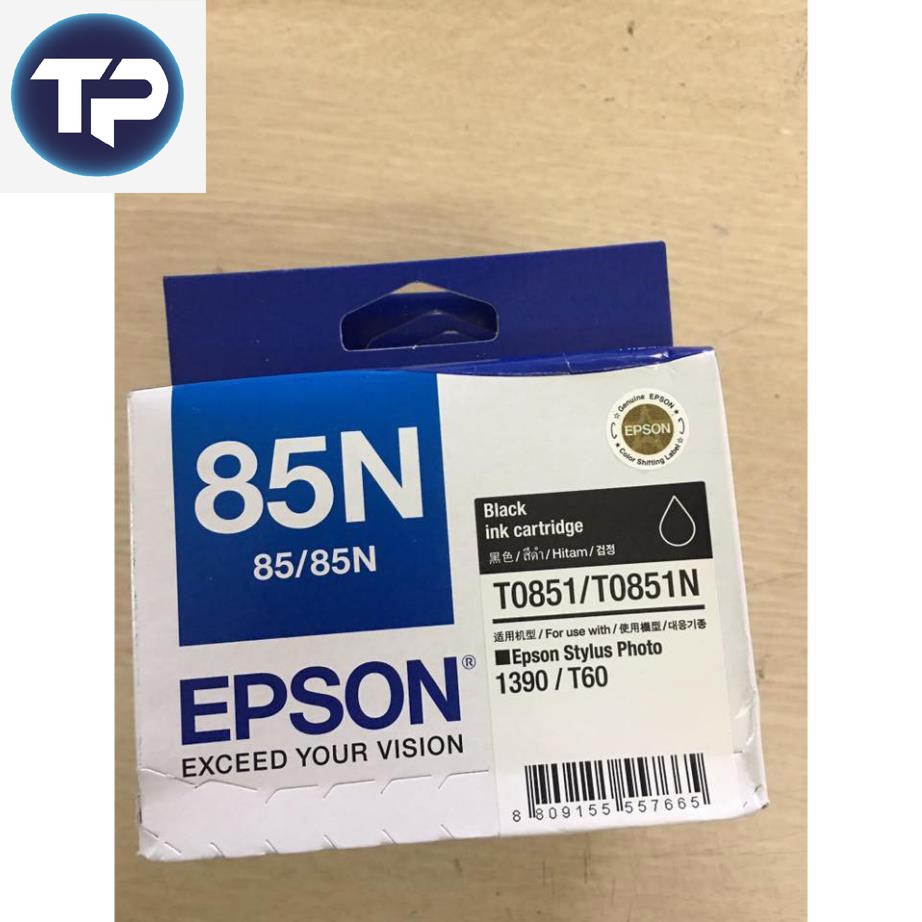 TP
85N
85/85N
Genuine EPSON
EPSON
Color Shifting Label
Black
ink cartridge
黑色/สีดำ/Hitam/검정
T0851/T0851N
适用机型/For use with/使用機型/대응기종
Epson Stylus Photo
1390 / T60
EPSON®
EXCEED YOUR VISION
8 809155 557665